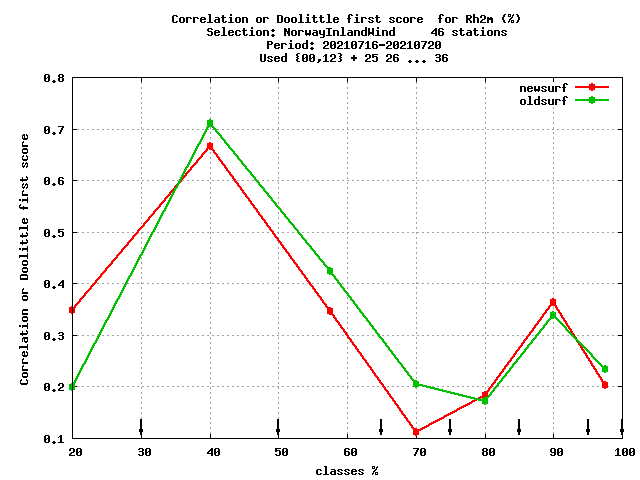 Correlation or Doolittle first score  for Rh2m (%)
Selection: NorwayInlandWind     46 stations
Period: 20210716-20210720
Used {00,12} + 25 26 ... 36
newsurf
oldsurf
Correlation or Doolittle first score
0.8
0.7
0.6
0.5
0.4
0.3
0.2
0.1
20 30 40 50 60 70 80 90 100
classes %